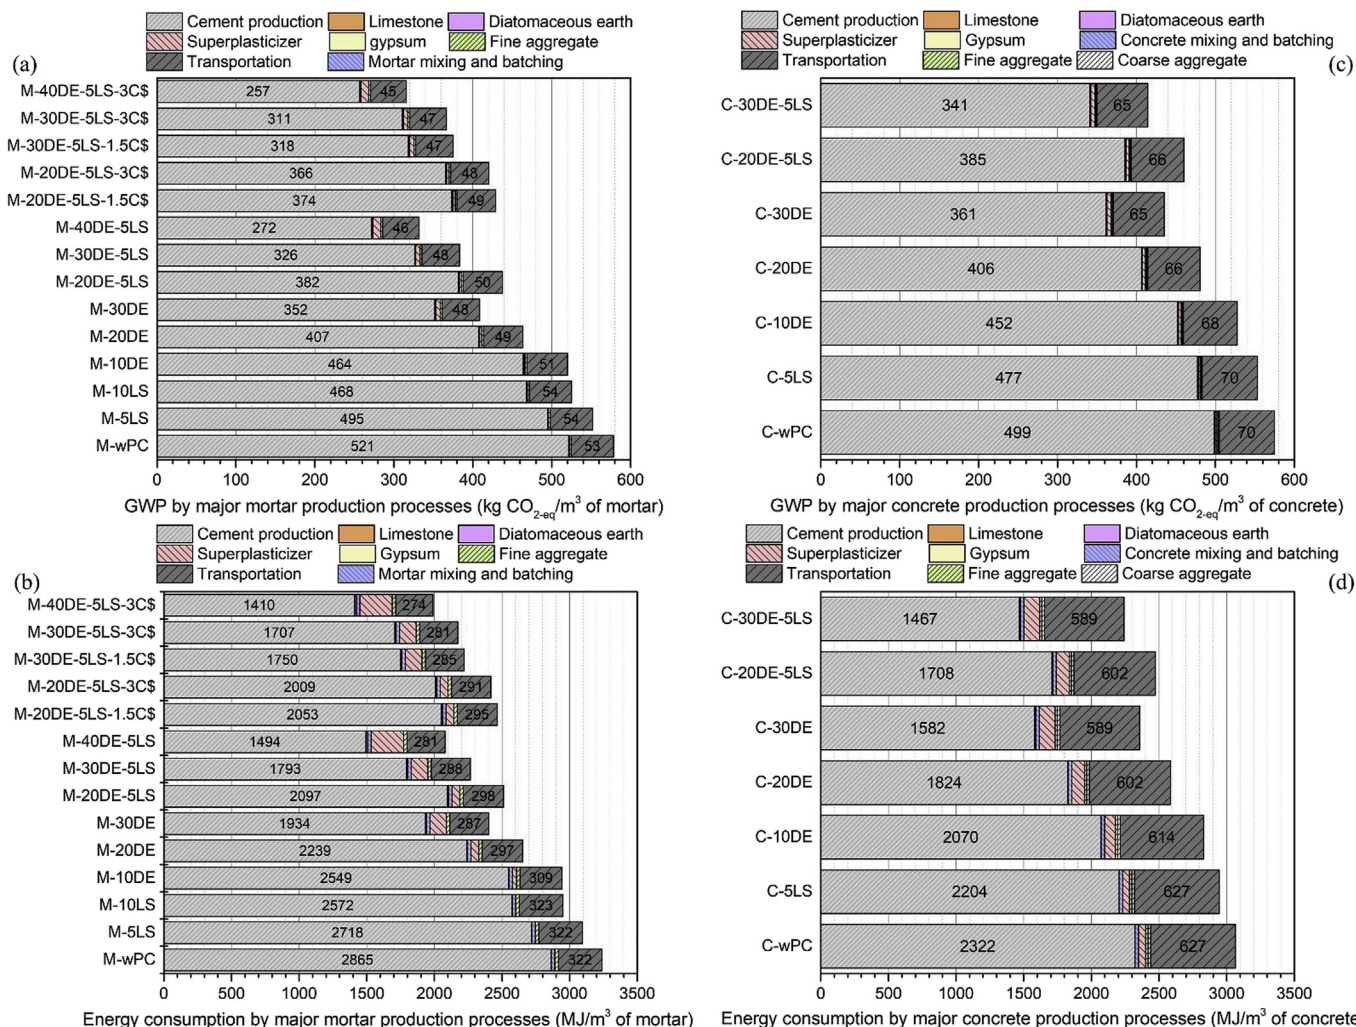 (a)
Cement production Limestone Diatomaceous earth
Superplasticizer gypsum Fine aggregate
Transportation Mortar mixing and batching
M-40DE-5LS-3C$ 257 45
M-30DE-5LS-3C$ 311 47
M-30DE-5LS-1.5C$ 318 47
M-20DE-5LS-3C$ 366 48
M-20DE-5LS-1.5C$ 374 49
M-40DE-5LS 272 46
M-30DE-5LS 326 48
M-20DE-5LS 382 50
M-30DE 352 48
M-20DE 407 49
M-10DE 464 51
M-10LS 468 54
M-5LS 495 54
M-wPC 521 53
0 100 200 300 400 500 600
GWP by major mortar production processes (kg CO2-eq/m³ of mortar)
(c)
Cement production Limestone Diatomaceous earth
Superplasticizer Gypsum Concrete mixing and batching
Transportation Fine aggregate Coarse aggregate
C-30DE-5LS 341 65
C-20DE-5LS 385 66
C-30DE 361 65
C-20DE 406 66
C-10DE 452 68
C-5LS 477 70
C-wPC 499 70
0 100 200 300 400 500 600
GWP by major concrete production processes (kg CO2-eq/m³ of concrete)
(b)
Cement production Limestone Diatomaceous earth
Superplasticizer Gypsum Fine aggregate
Transportation Mortar mixing and batching
M-40DE-5LS-3C$ 1410 274
M-30DE-5LS-3C$ 1707 281
M-30DE-5LS-1.5C$ 1750 285
M-20DE-5LS-3C$ 2009 291
M-20DE-5LS-1.5C$ 2053 295
M-40DE-5LS 1494 281
M-30DE-5LS 1793 288
M-20DE-5LS 2097 298
M-30DE 1934 287
M-20DE 2239 297
M-10DE 2549 309
M-10LS 2572 323
M-5LS 2718 322
M-wPC 2865 322
0 500 1000 1500 2000 2500 3000 3500
Energy consumption by major mortar production processes (MJ/m³ of mortar)
(d)
Cement production Limestone Diatomaceous earth
Superplasticizer Gypsum Concrete mixing and batching
Transportation Fine aggregate Coarse aggregate
C-30DE-5LS 1467 589
C-20DE-5LS 1708 602
C-30DE 1582 589
C-20DE 1824 602
C-10DE 2070 614
C-5LS 2204 627
C-wPC 2322 627
0 500 1000 1500 2000 2500 3000 3500
Energy consumption by major concrete production processes (MJ/m³ of concrete